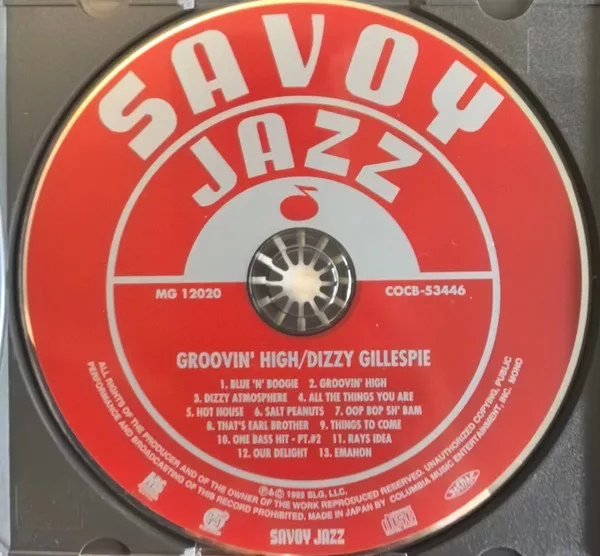 SAVOY
JAZZ
MG 12020
COCB-53446
GROOVIN' HIGH/DIZZY GILLESPIE
1. BLUE 'N' BOOGIE 2. GROOVIN' HIGH
3. DIZZY ATMOSPHERE 4. ALL THE THINGS YOU ARE
5. HOT HOUSE 6. SALT PEANUTS 7. OOP BOP SH' BAM
8. THAT'S EARL BROTHER 9. THINGS TO COME
10. ONE BASS HIT - PT.#2 11. RAYS IDEA
12. OUR DELIGHT 13. EMANON
ALL RIGHTS OF THE PRODUCER AND OF THE OWNER OF THE WORK REPRODUCED RESERVED. UNAUTHORIZED COPYING, PUBLIC
PERFORMANCE AND BROADCASTING OF THIS RECORD PROHIBITED. MADE IN JAPAN BY COLUMBIA MUSIC ENTERTAINMENT, INC. MONO
℗&© 1993 SLG, LLC.
SAVOY JAZZ